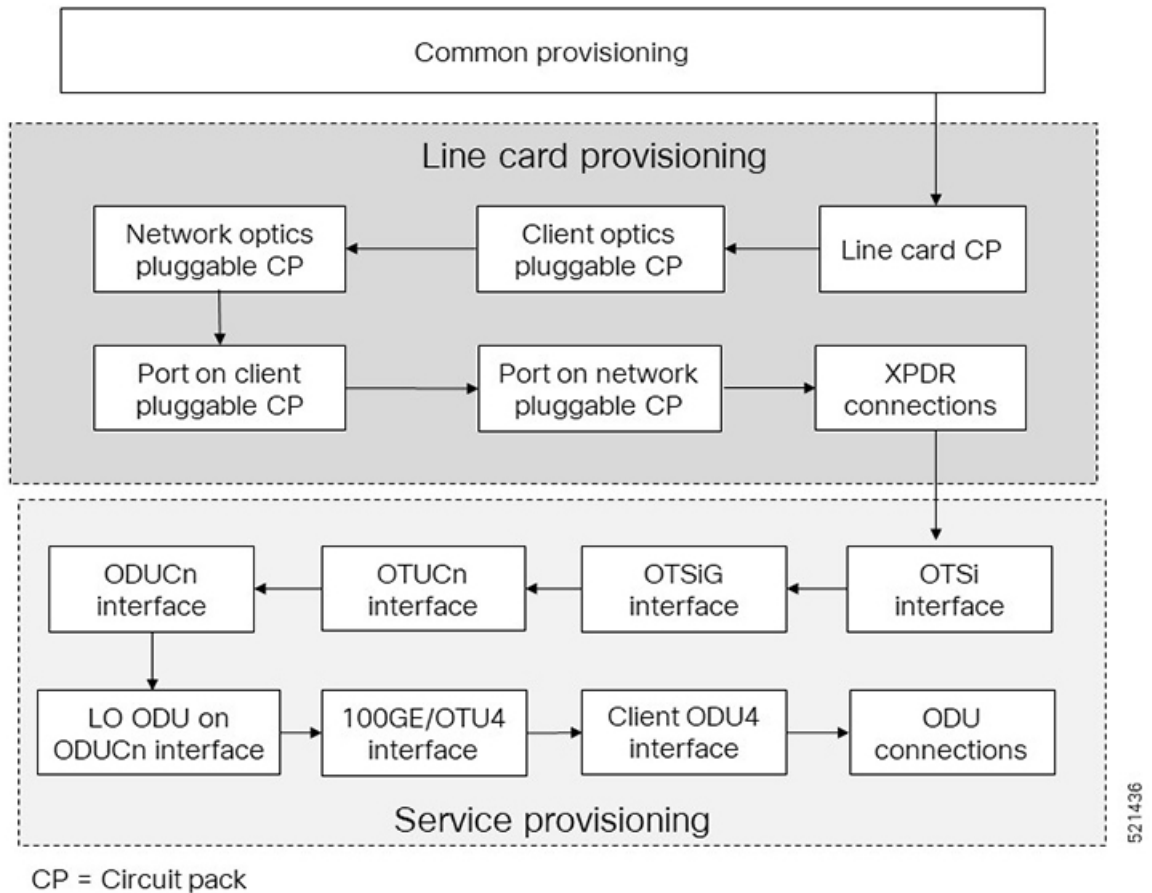 Common provisioning
Line card provisioning
Network optics
pluggable CP
Client optics
pluggable CP
Line card CP
Port on client
pluggable CP
Port on network
pluggable CP
XPDR
connections
ODUCn
interface
OTUCn
interface
OTSiG
interface
OTSi
interface
LO ODU on
ODUCn interface
100GE/OTU4
interface
Client ODU4
interface
ODU
connections
Service provisioning
521436
CP = Circuit pack